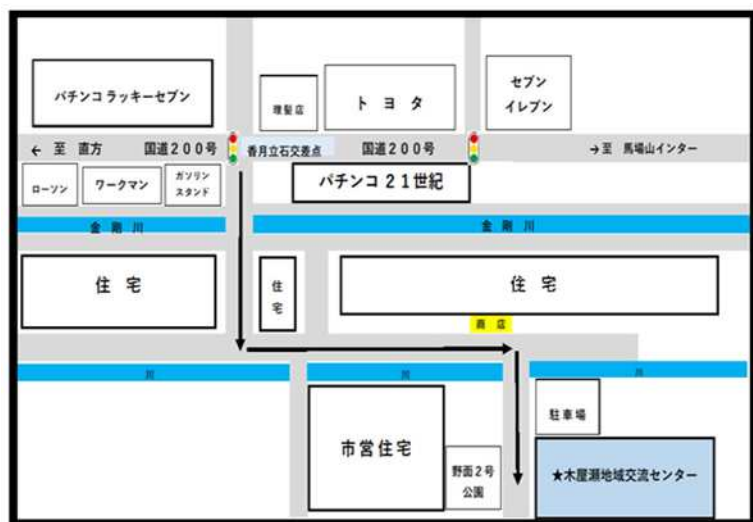 パチンコ ラッキーセブン
理髪店
トヨタ
セブン
イレブン
← 至 直方
国道200号
香月立石交差点
国道200号
→至 馬場山インター
ローソン
ワークマン
ガソリン
スタンド
パチンコ 21世紀
金剛川
金剛川
住宅
住
宅
住宅
商店
川
川
川
駐車場
市営住宅
野面2号
公園
★木屋瀬地域交流センター